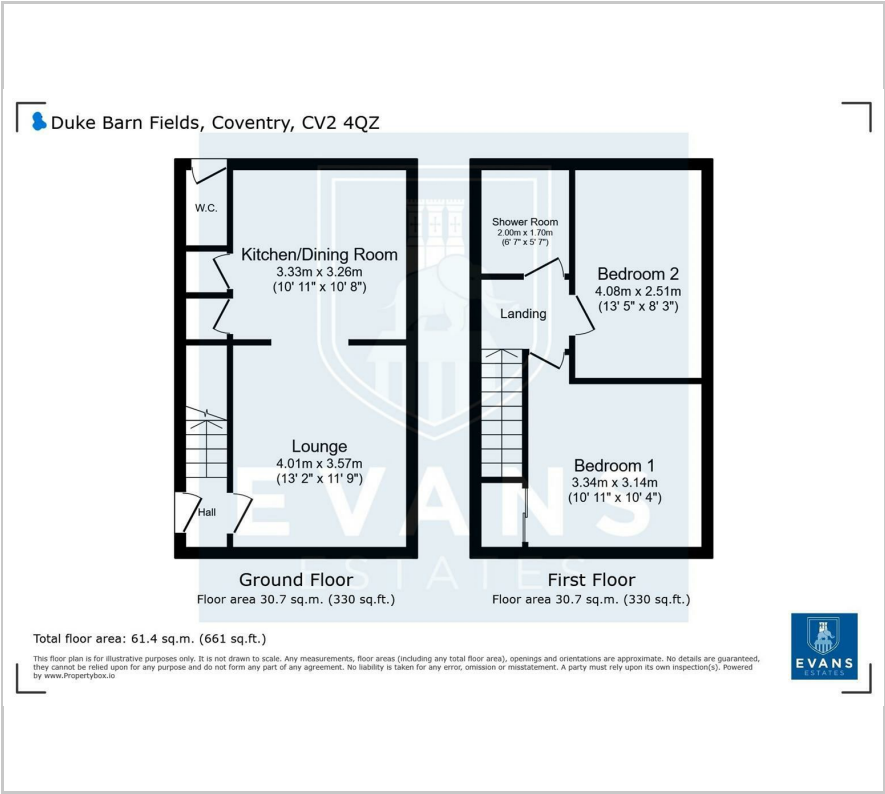 Duke Barn Fields, Coventry, CV2 4QZ
W.C.
Kitchen/Dining Room
3.33m x 3.26m
(10' 11" x 10' 8")
Lounge
4.01m x 3.57m
(13' 2" x 11' 9")
Hall
Ground Floor
Floor area 30.7 sq.m. (330 sq.ft.)
Shower Room
2.00m x 1.70m
(6' 7" x 5' 7")
Landing
Bedroom 2
4.08m x 2.51m
(13' 5" x 8' 3")
Bedroom 1
3.34m x 3.14m
(10' 11" x 10' 4")
First Floor
Floor area 30.7 sq.m. (330 sq.ft.)
EVANS
ESTATES
Total floor area: 61.4 sq.m. (661 sq.ft.)
This floor plan is for illustrative purposes only. It is not drawn to scale. Any measurements, floor areas (including any total floor area), openings and orientations are approximate. No details are guaranteed,
they cannot be relied upon for any purpose and do not form any part of any agreement. No liability is taken for any error, omission or misstatement. A party must rely upon its own inspection(s). Powered
by www.Propertybox.io
EVANS
ESTATES